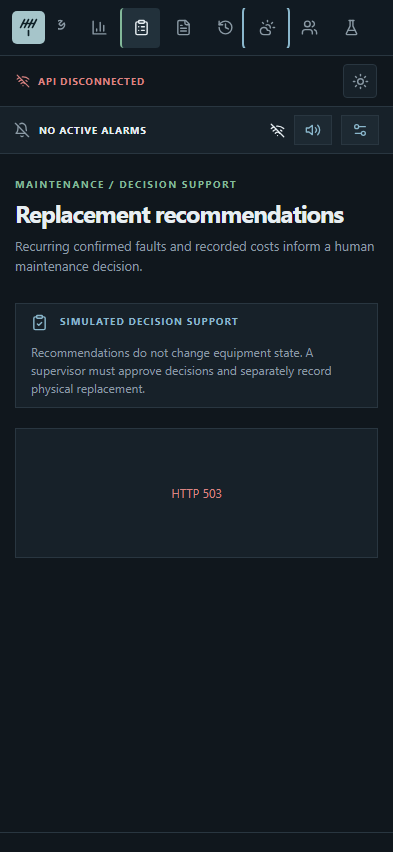 API DISCONNECTED
NO ACTIVE ALARMS
MAINTENANCE / DECISION SUPPORT
Replacement recommendations
Recurring confirmed faults and recorded costs inform a human
maintenance decision.
SIMULATED DECISION SUPPORT
Recommendations do not change equipment state. A
supervisor must approve decisions and separately record
physical replacement.
HTTP 503